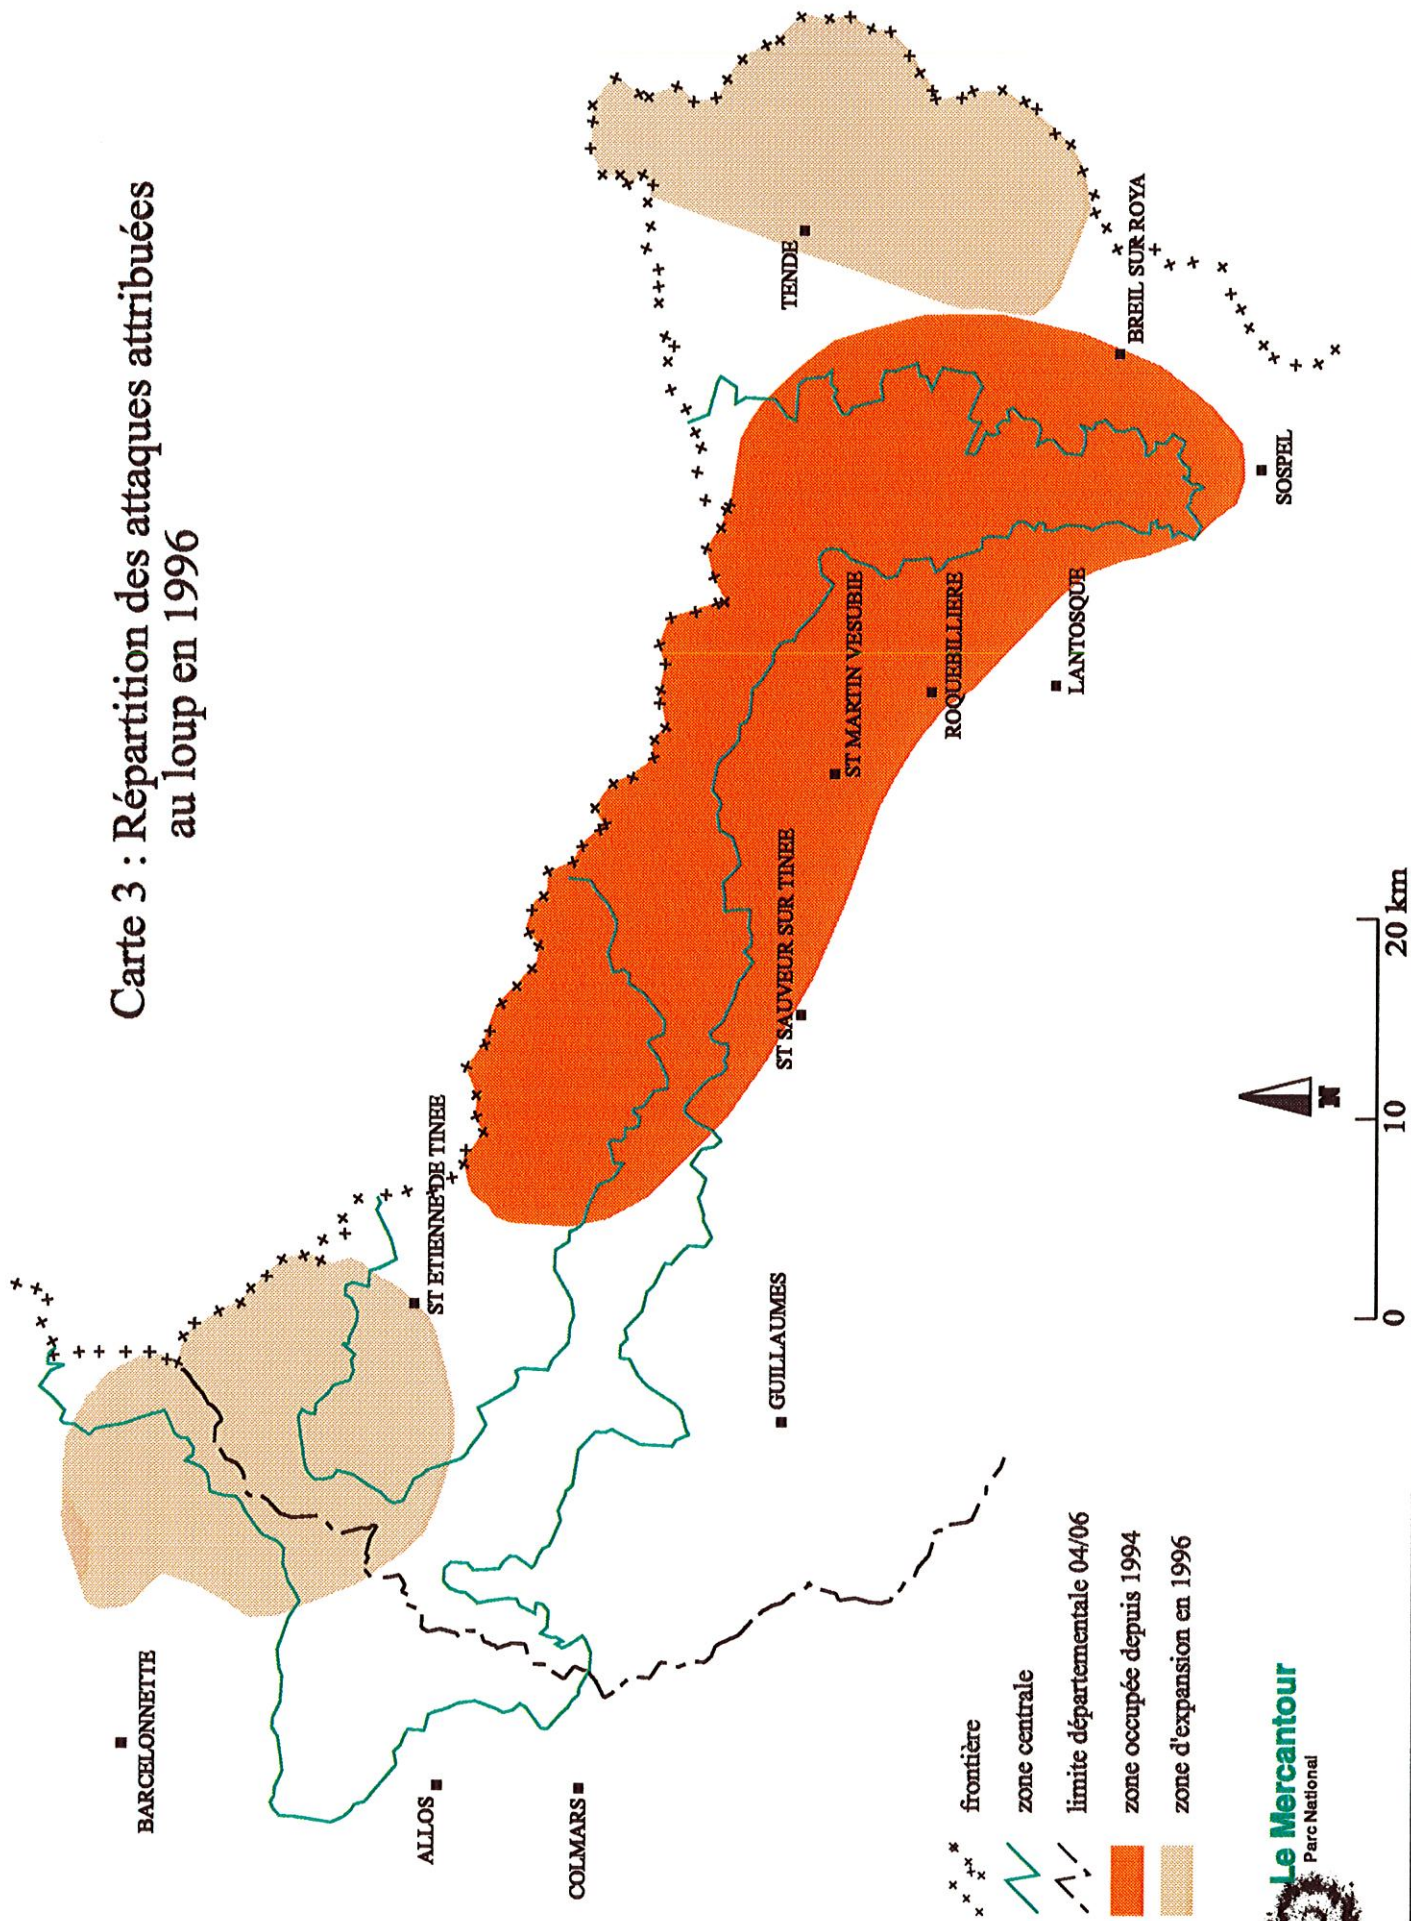 Carte 3 : Répartition des attaques attribuées
au loup en 1996
BARCELONNETTE
ALLOS
COLMARS
ST ETIENNE DE TINEE
GUILLAUMES
ST SAUVEUR SUR TINEE
ST MARTIN VESUBIE
ROQUEBILLIERE
LANTOSQUE
TENDE
BREIL SUR ROYA
SOSPEL
frontière
zone centrale
limite départementale 04/06
zone occupée depuis 1994
zone d'expansion en 1996
N
0 10 20 km
Le Mercantour
Parc National